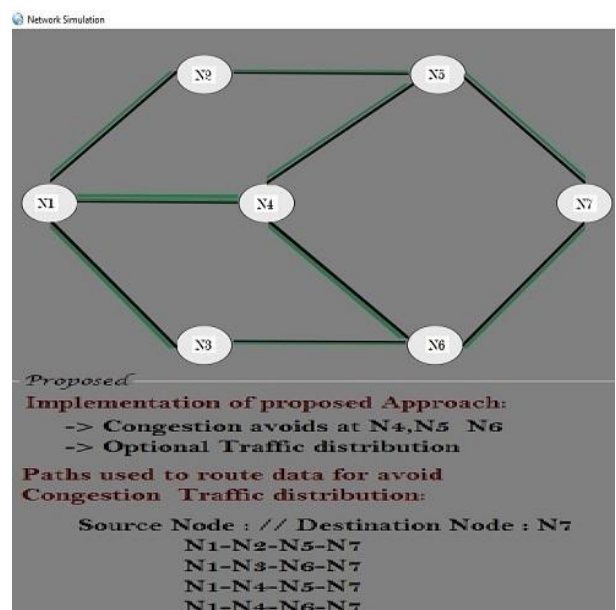 Network Simulation
N2 N5
N1 N4 N7
N3 N6
Proposed
Implementation of proposed Approach:
-> Congestion avoids at N4,N5 N6
-> Optional Traffic distribution
Paths used to route data for avoid
Congestion Traffic distribution:
Source Node : // Destination Node : N7
N1-N2-N5-N7
N1-N3-N6-N7
N1-N4-N5-N7
N1-N4-N6-N7